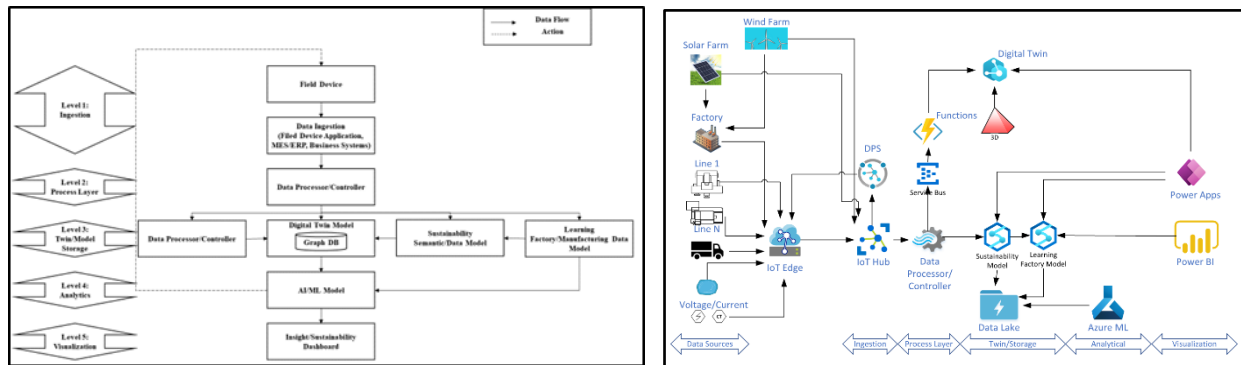 Data Flow
Action
Level 1:
Ingestion
Field Device
Data Ingestion
(Filed Device Application,
MES/ERP, Business Systems)
Level 2:
Process Layer
Data Processor/Controller
Level 3:
Twin/Model
Storage
Data Processor/Controller
Digital Twin Model
Graph DB
Sustainability
Semantic/Data Model
Learning
Factory/Manufacturing Data
Model
Level 4:
Analytics
AI/ML Model
Level 5:
Visualization
Insight/Sustainability
Dashboard
Wind Farm
Solar Farm
Digital Twin
Factory
Functions
3D
DPS
Line 1
Service Bus
Power Apps
Line N
IoT Edge
IoT Hub
Data
Processor/
Controller
Sustainability
Model
Learning
Factory Model
Power BI
Voltage/Current
CT
Data Lake
Azure ML
Data Sources
Ingestion
Process Layer
Twin/Storage
Analytical
Visualization